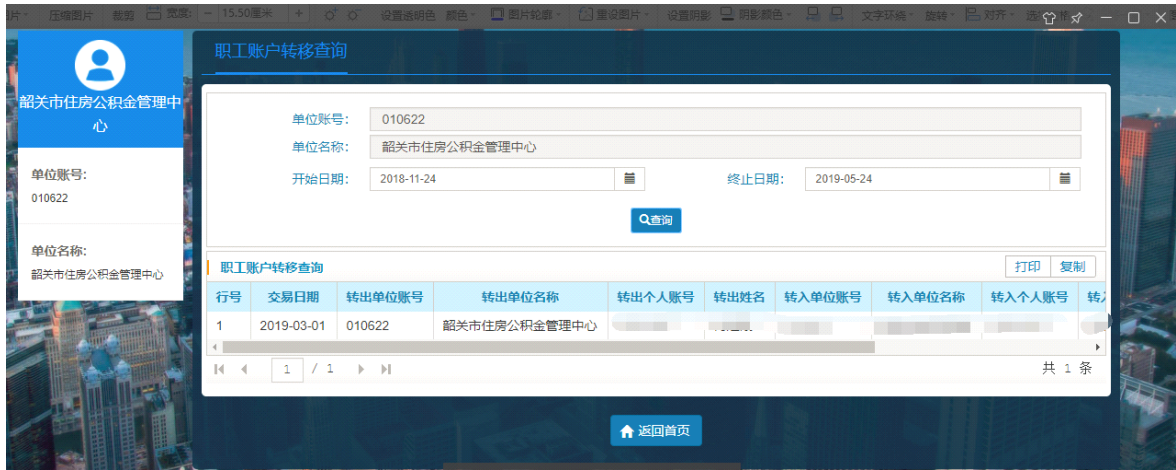 压缩图片 裁剪 宽度: 15.50厘米 设置透明色 颜色 图片轮廓 重设图片 设置阴影 阴影颜色 文字环绕 旋转 对齐
韶关市住房公积金管理中
心
单位账号:
010622
单位名称:
韶关市住房公积金管理中心
职工账户转移查询
单位账号: 010622
单位名称: 韶关市住房公积金管理中心
开始日期: 2018-11-24 终止日期: 2019-05-24
查询
职工账户转移查询 打印 复制
行号 交易日期 转出单位账号 转出单位名称 转出个人账号 转出姓名 转入单位账号 转入单位名称 转入个人账号
1 2019-03-01 010622 韶关市住房公积金管理中心
1 / 1 共 1 条
返回首页